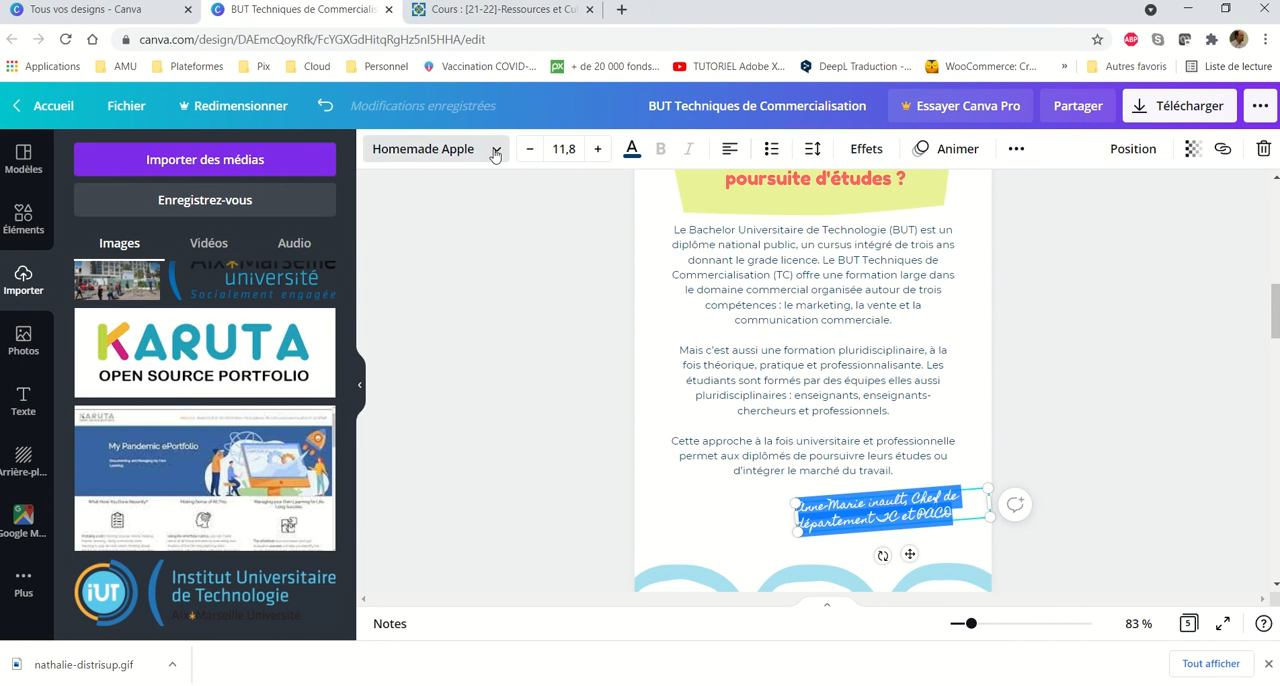 Tous vos designs - Canva
BUT Techniques de Commercialis
Cours : [21-22]-Ressources et Cul
canva.com/design/DAEmcQoyRfk/FcYGXGdHitqRgHz5nI5HHA/edit
ABP
Applications
AMU
Plateformes
Pix
Cloud
Personnel
Vaccination COVID-...
+ de 20 000 fonds...
TUTORIEL Adobe X...
DeepL Traduction -...
WooCommerce: Cr...
»
Autres favoris
Liste de lecture
Accueil
Fichier
Redimensionner
Modifications enregistrées
BUT Techniques de Commercialisation
Essayer Canva Pro
Partager
Télécharger
Modèles
Éléments
Importer
Photos
Texte
Arrière-pl...
Google M...
Plus
Importer des médias
Enregistrez-vous
Images
Vidéos
Audio
Aix*Marseille
université
Socialement engagée
KARUTA
OPEN SOURCE PORTFOLIO
KARUTA
My Pandemic ePortfolio
iUT
Institut Universitaire
de Technologie
Aix*Marseille Université
Homemade Apple
– 11,8 +
A
B
I
Effets
Animer
Position
poursuite d'études ?
Le Bachelor Universitaire de Technologie (BUT) est un
diplôme national public, un cursus intégré de trois ans
donnant le grade licence. Le BUT Techniques de
Commercialisation (TC) offre une formation large dans
le domaine commercial organisée autour de trois
compétences : le marketing, la vente et la
communication commerciale.
Mais c'est aussi une formation pluridisciplinaire, à la
fois théorique, pratique et professionnalisante. Les
étudiants sont formés par des équipes elles aussi
pluridisciplinaires : enseignants, enseignants-
chercheurs et professionnels.
Cette approche à la fois universitaire et professionnelle
permet aux diplômés de poursuivre leurs études ou
d'intégrer le marché du travail.
Anne-Marie inault, Chef de
département TC et PACO
Notes
83 %
5
?
nathalie-distrisup.gif
Tout afficher